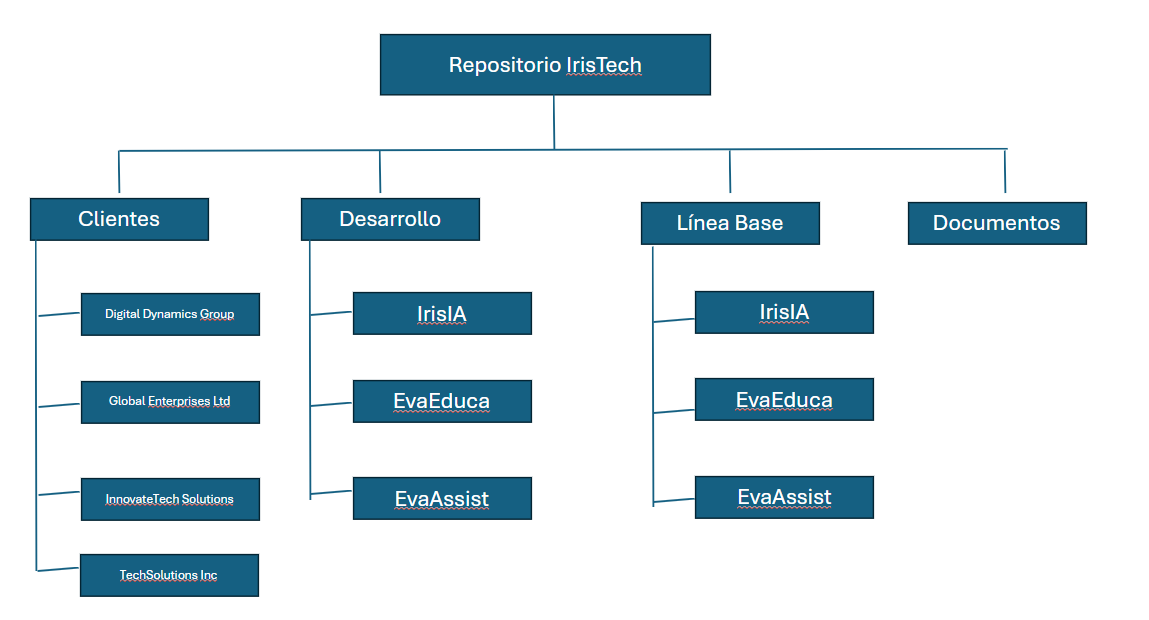 Repositorio IrisTech
Clientes
Desarrollo
Línea Base
Documentos
Digital Dynamics Group
Global Enterprises Ltd
InnovateTech Solutions
TechSolutions Inc
IrisIA
EvaEduca
EvaAssist
IrisIA
EvaEduca
EvaAssist